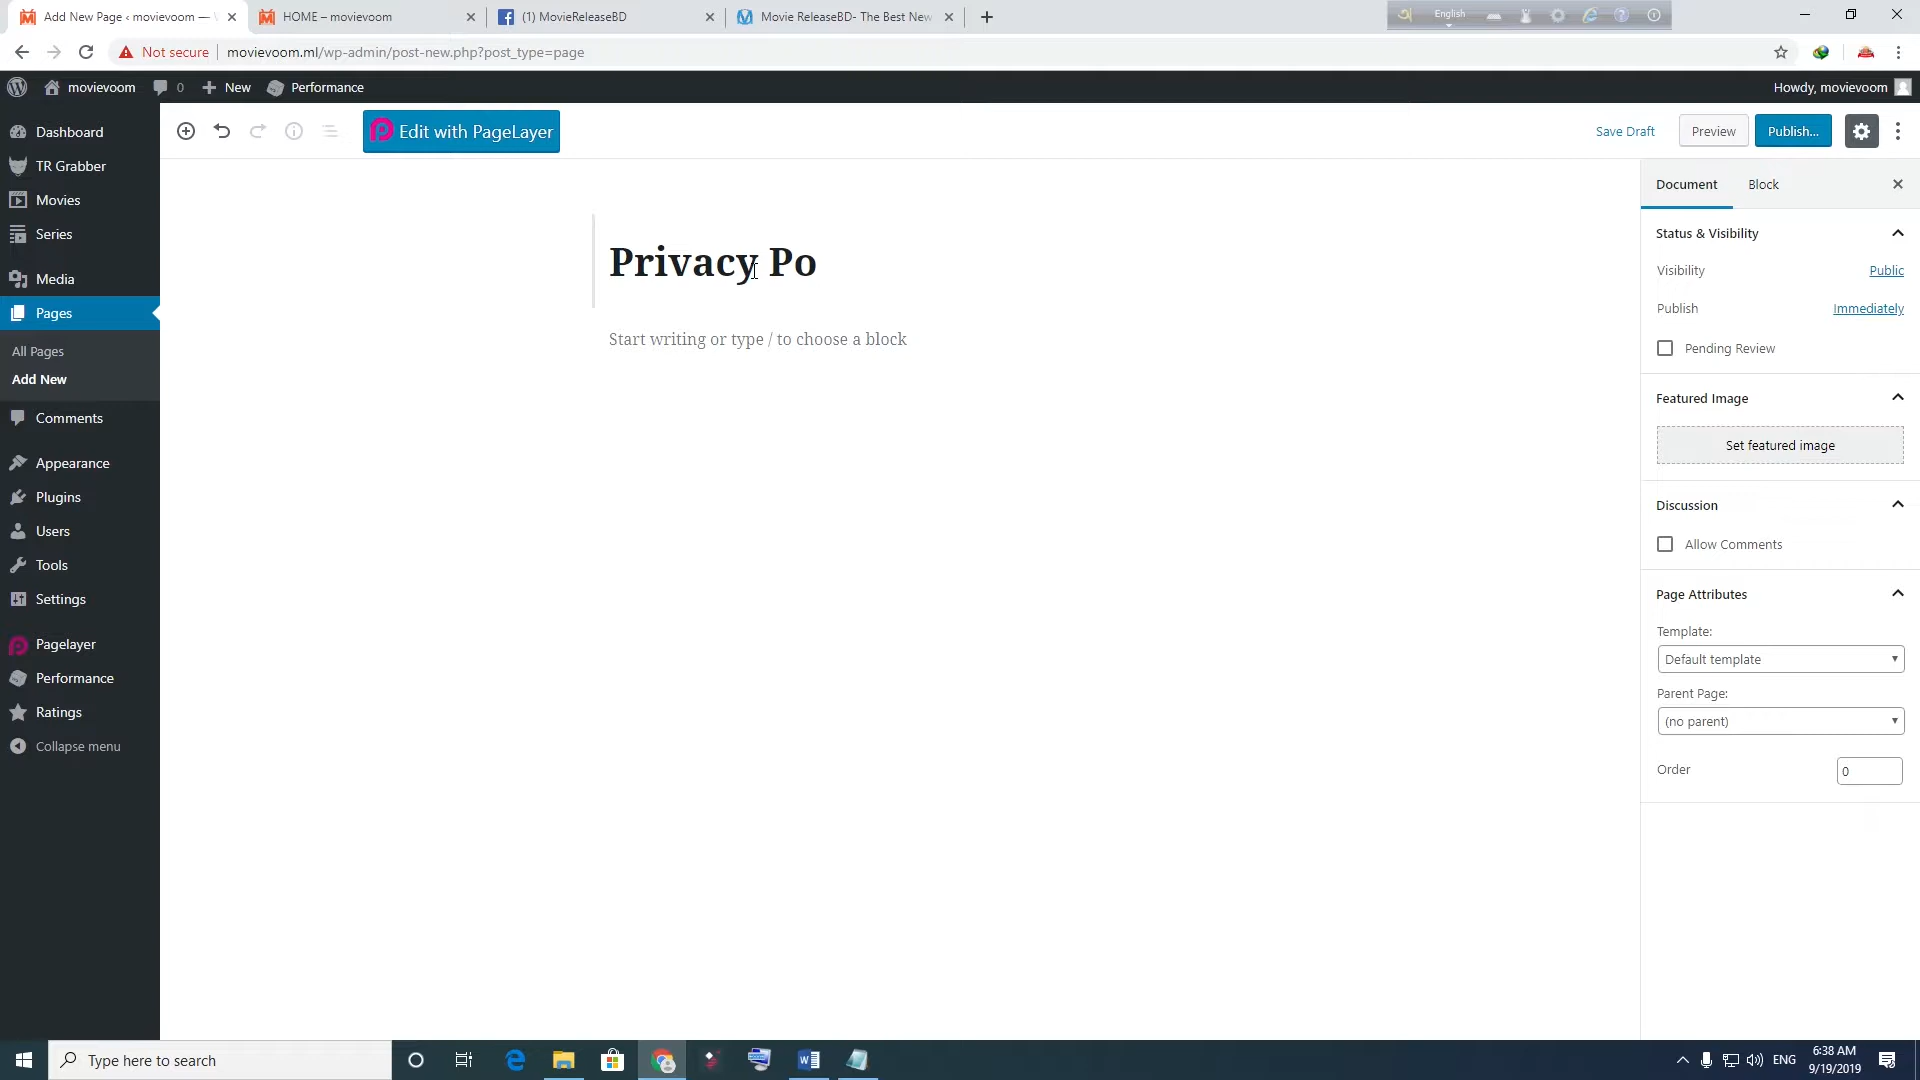 Add New Page ‹ movievoom —
HOME – movievoom
(1) MovieReleaseBD
Movie ReleaseBD- The Best New
English
Not secure
movievoom.ml/wp-admin/post-new.php?post_type=page
movievoom
0
New
Performance
Howdy, movievoom
Dashboard
TR Grabber
Movies
Series
Media
Pages
All Pages
Add New
Comments
Appearance
Plugins
Users
Tools
Settings
Pagelayer
Performance
Ratings
Collapse menu
Edit with PageLayer
Save Draft
Preview
Publish...
Privacy Po
Start writing or type / to choose a block
Document
Block
Status & Visibility
Visibility
Public
Publish
Immediately
Pending Review
Featured Image
Set featured image
Discussion
Allow Comments
Page Attributes
Template:
Default template
Parent Page:
(no parent)
Order
0
Type here to search
ENG
6:38 AM
9/19/2019